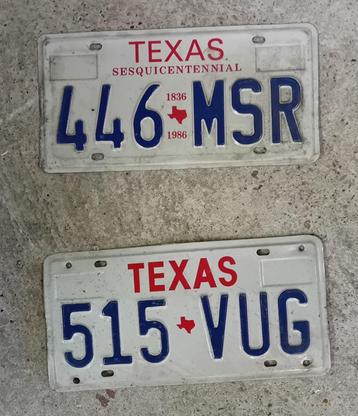 TEXAS
SESQUICENTENNIAL
446 1836 1986 MSR
TEXAS
515 VUG